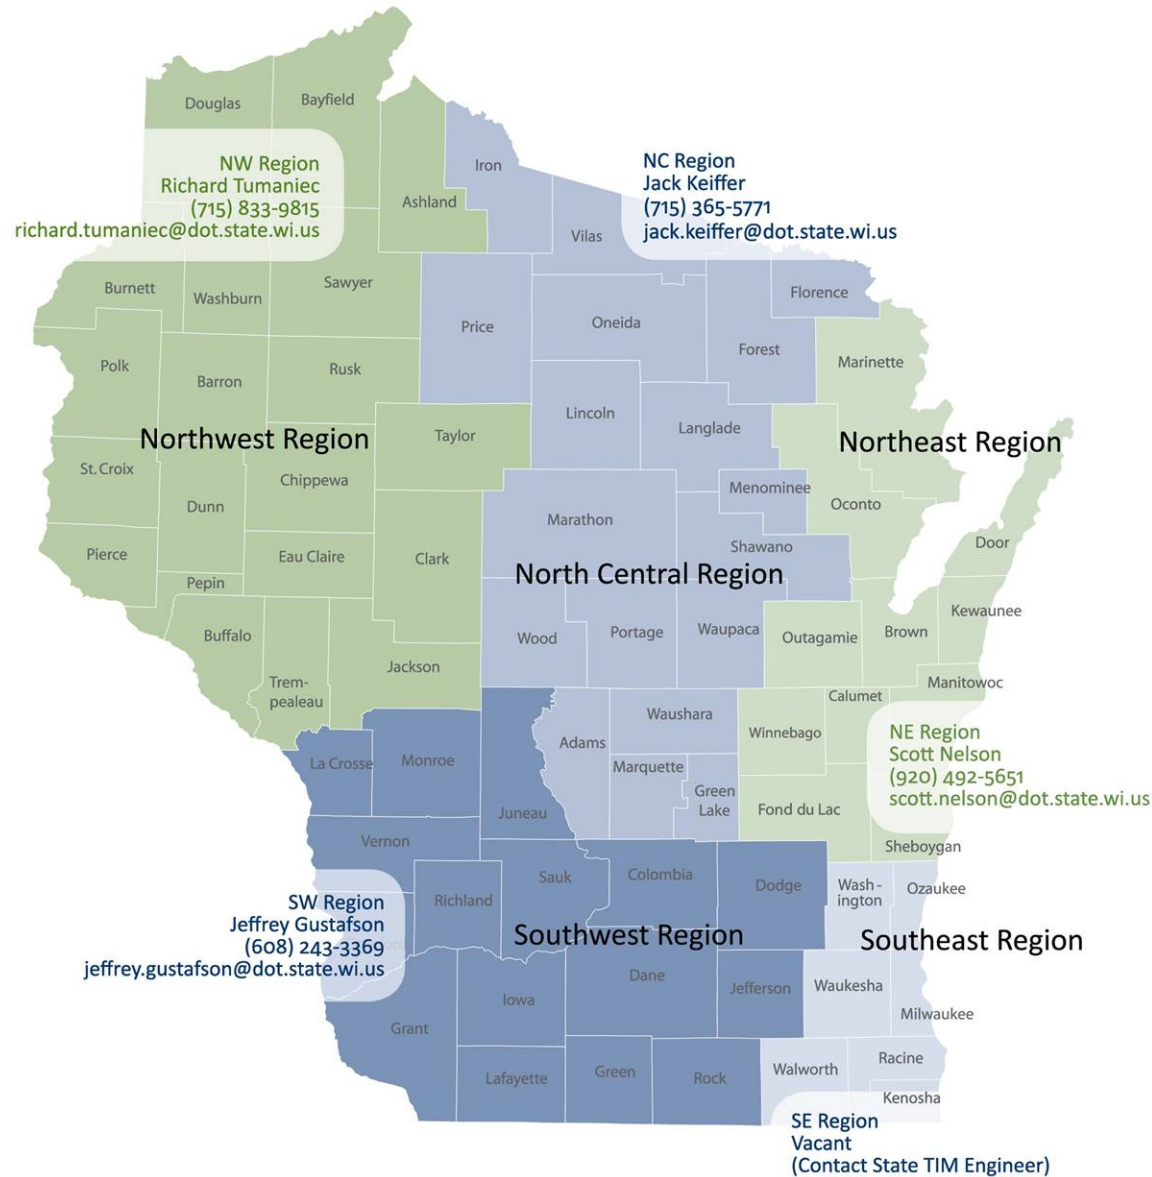 Douglas
Bayfield
NW Region
Richard Tumaniec
(715) 833-9815
richard.tumaniec@dot.state.wi.us
Ashland
Iron
Vilas
NC Region
Jack Keiffer
(715) 365-5771
jack.keiffer@dot.state.wi.us
Burnett
Washburn
Sawyer
Price
Oneida
Florence
Forest
Marinette
Polk
Barron
Rusk
Lincoln
Langlade
Taylor
Northwest Region
Northeast Region
St. Croix
Dunn
Chippewa
Marathon
Menominee
Oconto
Shawano
Door
Pierce
Pepin
Eau Claire
Clark
North Central Region
Buffalo
Trem-
pealeau
Jackson
Wood
Portage
Waupaca
Outagamie
Brown
Kewaunee
Calumet
Manitowoc
La Crosse
Monroe
Juneau
Adams
Waushara
Marquette
Green
Lake
Winnebago
Fond du Lac
NE Region
Scott Nelson
(920) 492-5651
scott.nelson@dot.state.wi.us
Sheboygan
Vernon
Richland
Sauk
Colombia
Dodge
Wash-
ington
Ozaukee
SW Region
Jeffrey Gustafson
(608) 243-3369
jeffrey.gustafson@dot.state.wi.us
Southwest Region
Southeast Region
Grant
Iowa
Dane
Jefferson
Waukesha
Milwaukee
Lafayette
Green
Rock
Walworth
Racine
Kenosha
SE Region
Vacant
(Contact State TIM Engineer)